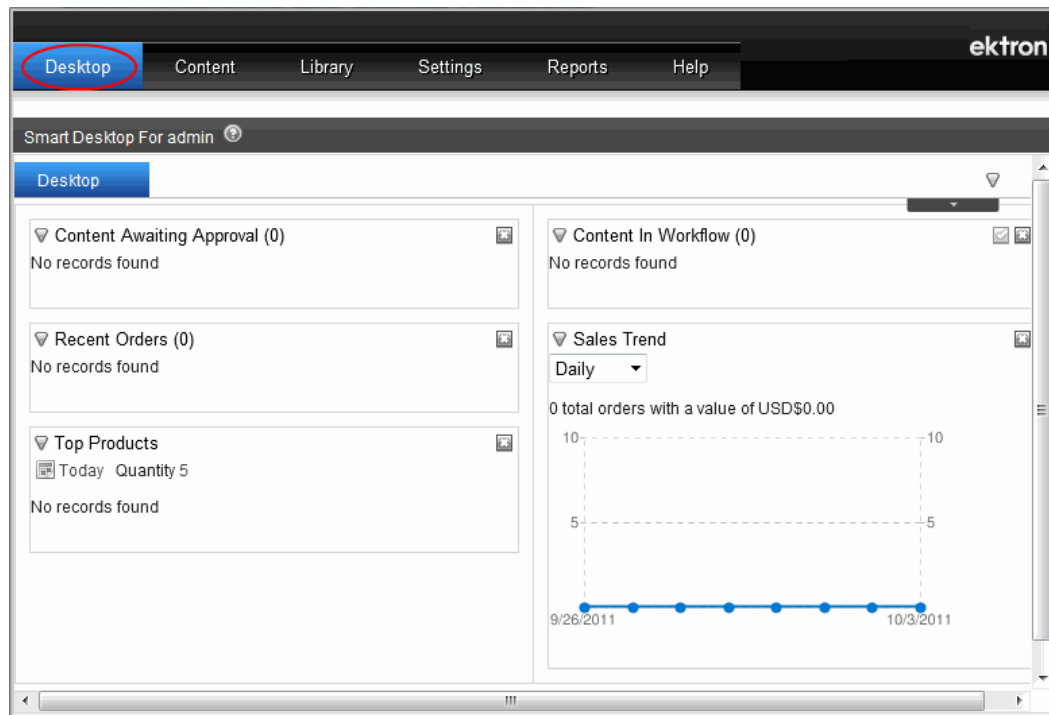 ektron
Desktop Content Library Settings Reports Help
Smart Desktop For admin ?
Desktop
Content Awaiting Approval (0)
No records found
Content In Workflow (0)
No records found
Recent Orders (0)
No records found
Sales Trend
Daily
0 total orders with a value of USD$0.00
10 10
5 5
9/26/2011 10/3/2011
Top Products
Today Quantity 5
No records found